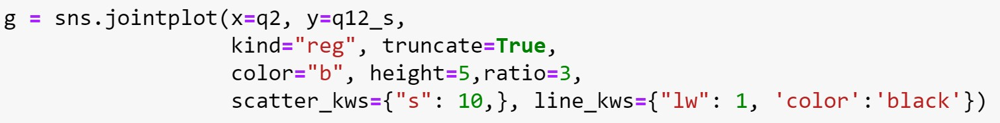 g = sns.jointplot(x=q2, y=q12_s,
kind="reg", truncate=True,
color="b", height=5,ratio=3,
scatter_kws={"s": 10,}, line_kws={"lw": 1, 'color':'black'})